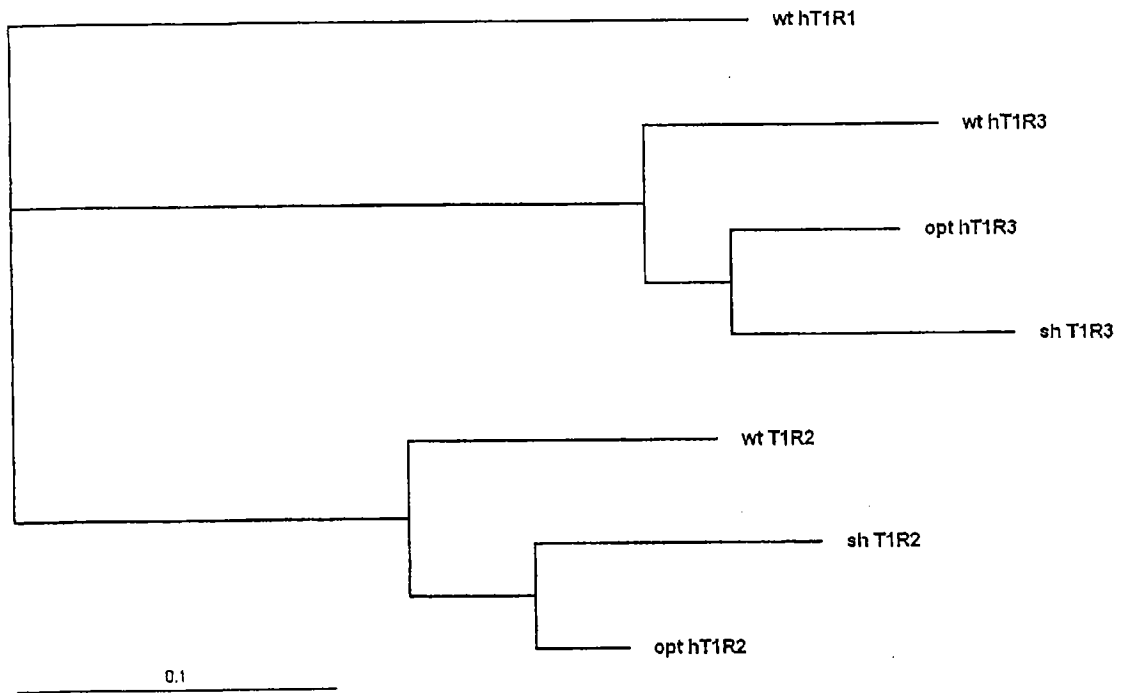 wt hT1R1
wt hT1R3
opt hT1R3
sh T1R3
wt T1R2
sh T1R2
opt hT1R2
0.1